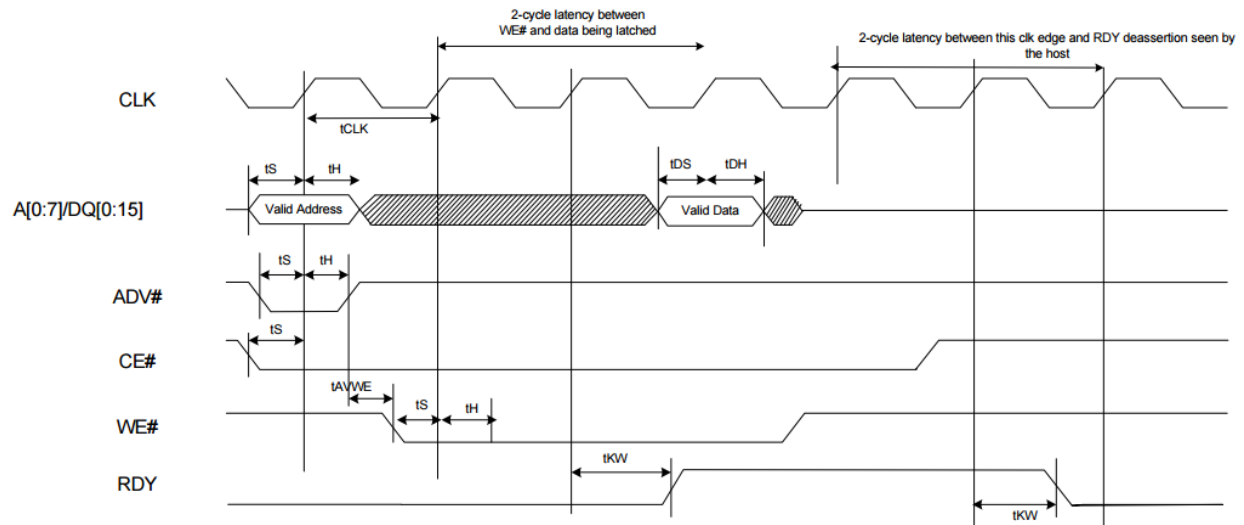 2-cycle latency between
WE# and data being latched
2-cycle latency between this clk edge and RDY deassertion seen by
the host
CLK
tCLK
tS
tH
tDS
tDH
A[0:7]/DQ[0:15]
Valid Address
Valid Data
tS
tH
ADV#
tS
CE#
tAVWE
tS
tH
WE#
tKW
RDY
tKW